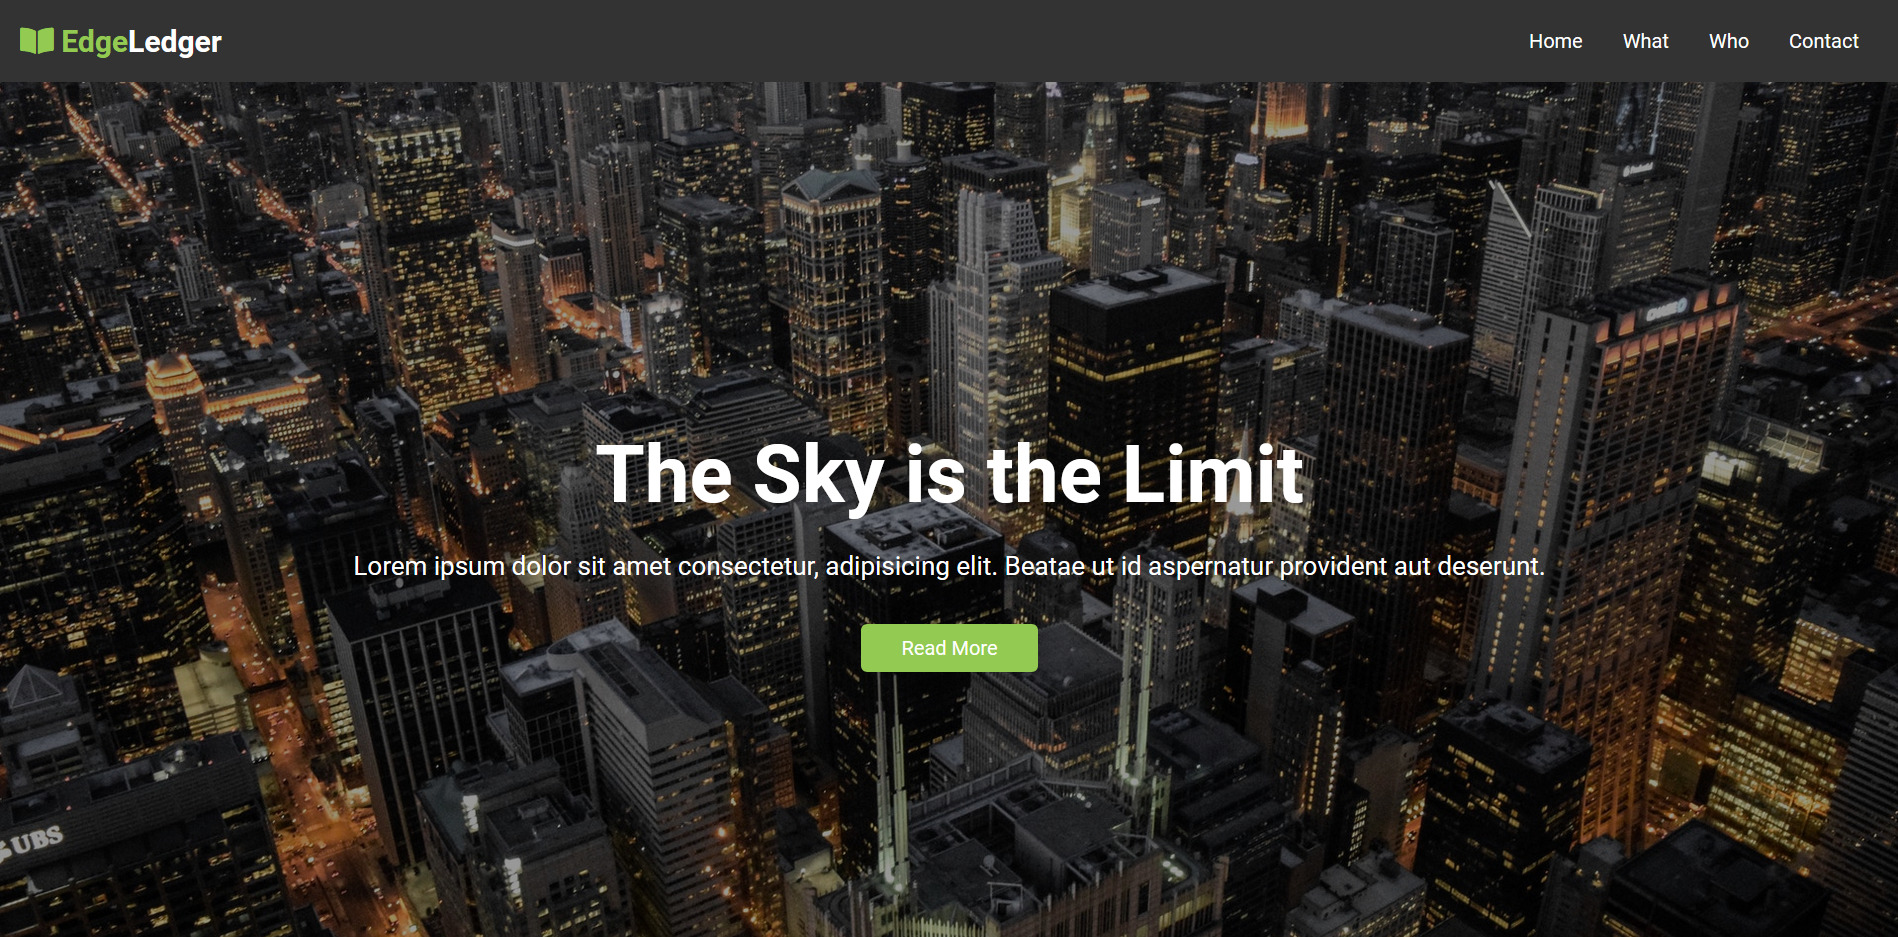 EdgeLedger
Home What Who Contact
The Sky is the Limit
Lorem ipsum dolor sit amet consectetur, adipisicing elit. Beatae ut id aspernatur provident aut deserunt.
Read More
UBS